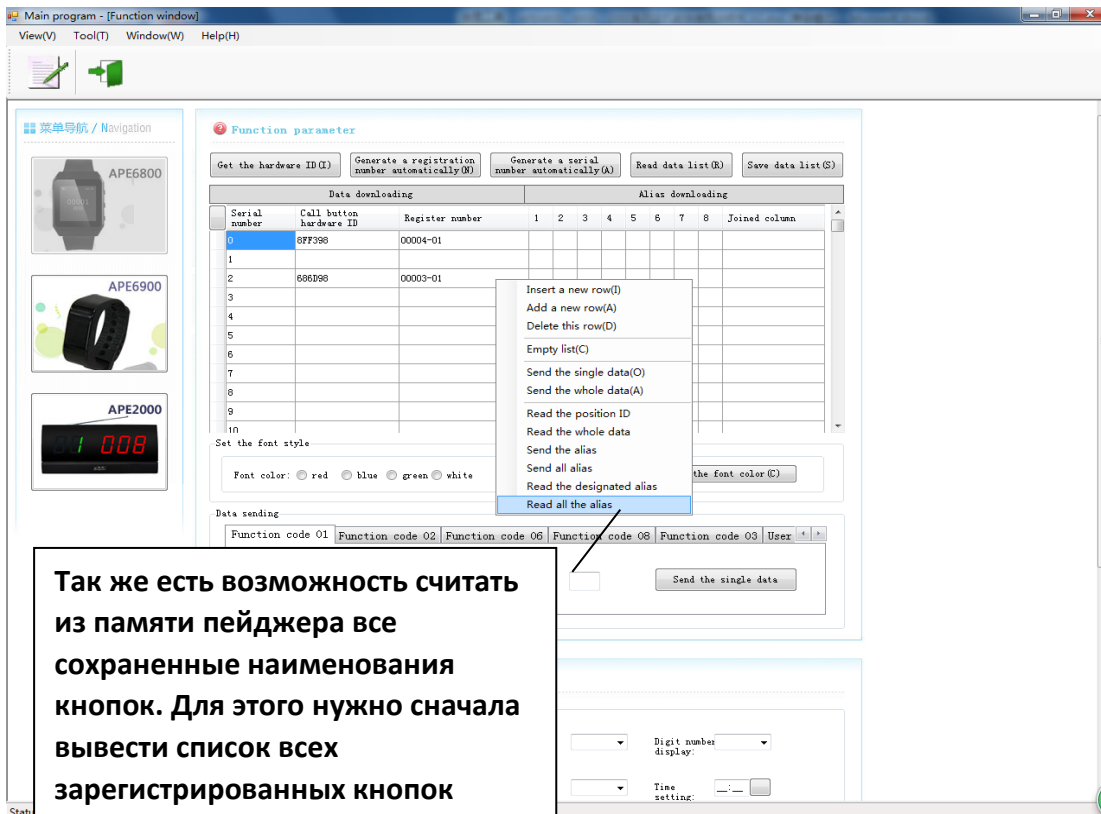 Main program - [Function window]
View(V) Tool(T) Window(W) Help(H)
菜单导航 / Navigation
APE6800
APE6900
APE2000
1 008
Function parameter
Get the hardware ID(I)
Generate a registration
number automatically(N)
Generate a serial
number automatically(A)
Read data list(R)
Save data list(S)
Data downloading
Alias downloading
Serial
number
Call button
hardware ID
Register number
1 2 3 4 5 6 7 8 Joined column
0 8FF398 00004-01
1
2 686D98 00003-01
3
4
5
6
7
8
9
10
Insert a new row(I)
Add a new row(A)
Delete this row(D)
Empty list(C)
Send the single data(O)
Send the whole data(A)
Read the position ID
Read the whole data
Send the alias
Send all alias
Read the designated alias
Read all the alias
Set the font style
Font color: red blue green white
the font color(C)
Data sending
Function code 01 Function code 02 Function code 06 Function code 08 Function code 03 User
Send the single data
Так же есть возможность считать
из памяти пейджера все
сохраненные наименования
кнопок. Для этого нужно сначала
вывести список всех
зарегистрированных кнопок
Digit number
display:
Time
setting:
__:__